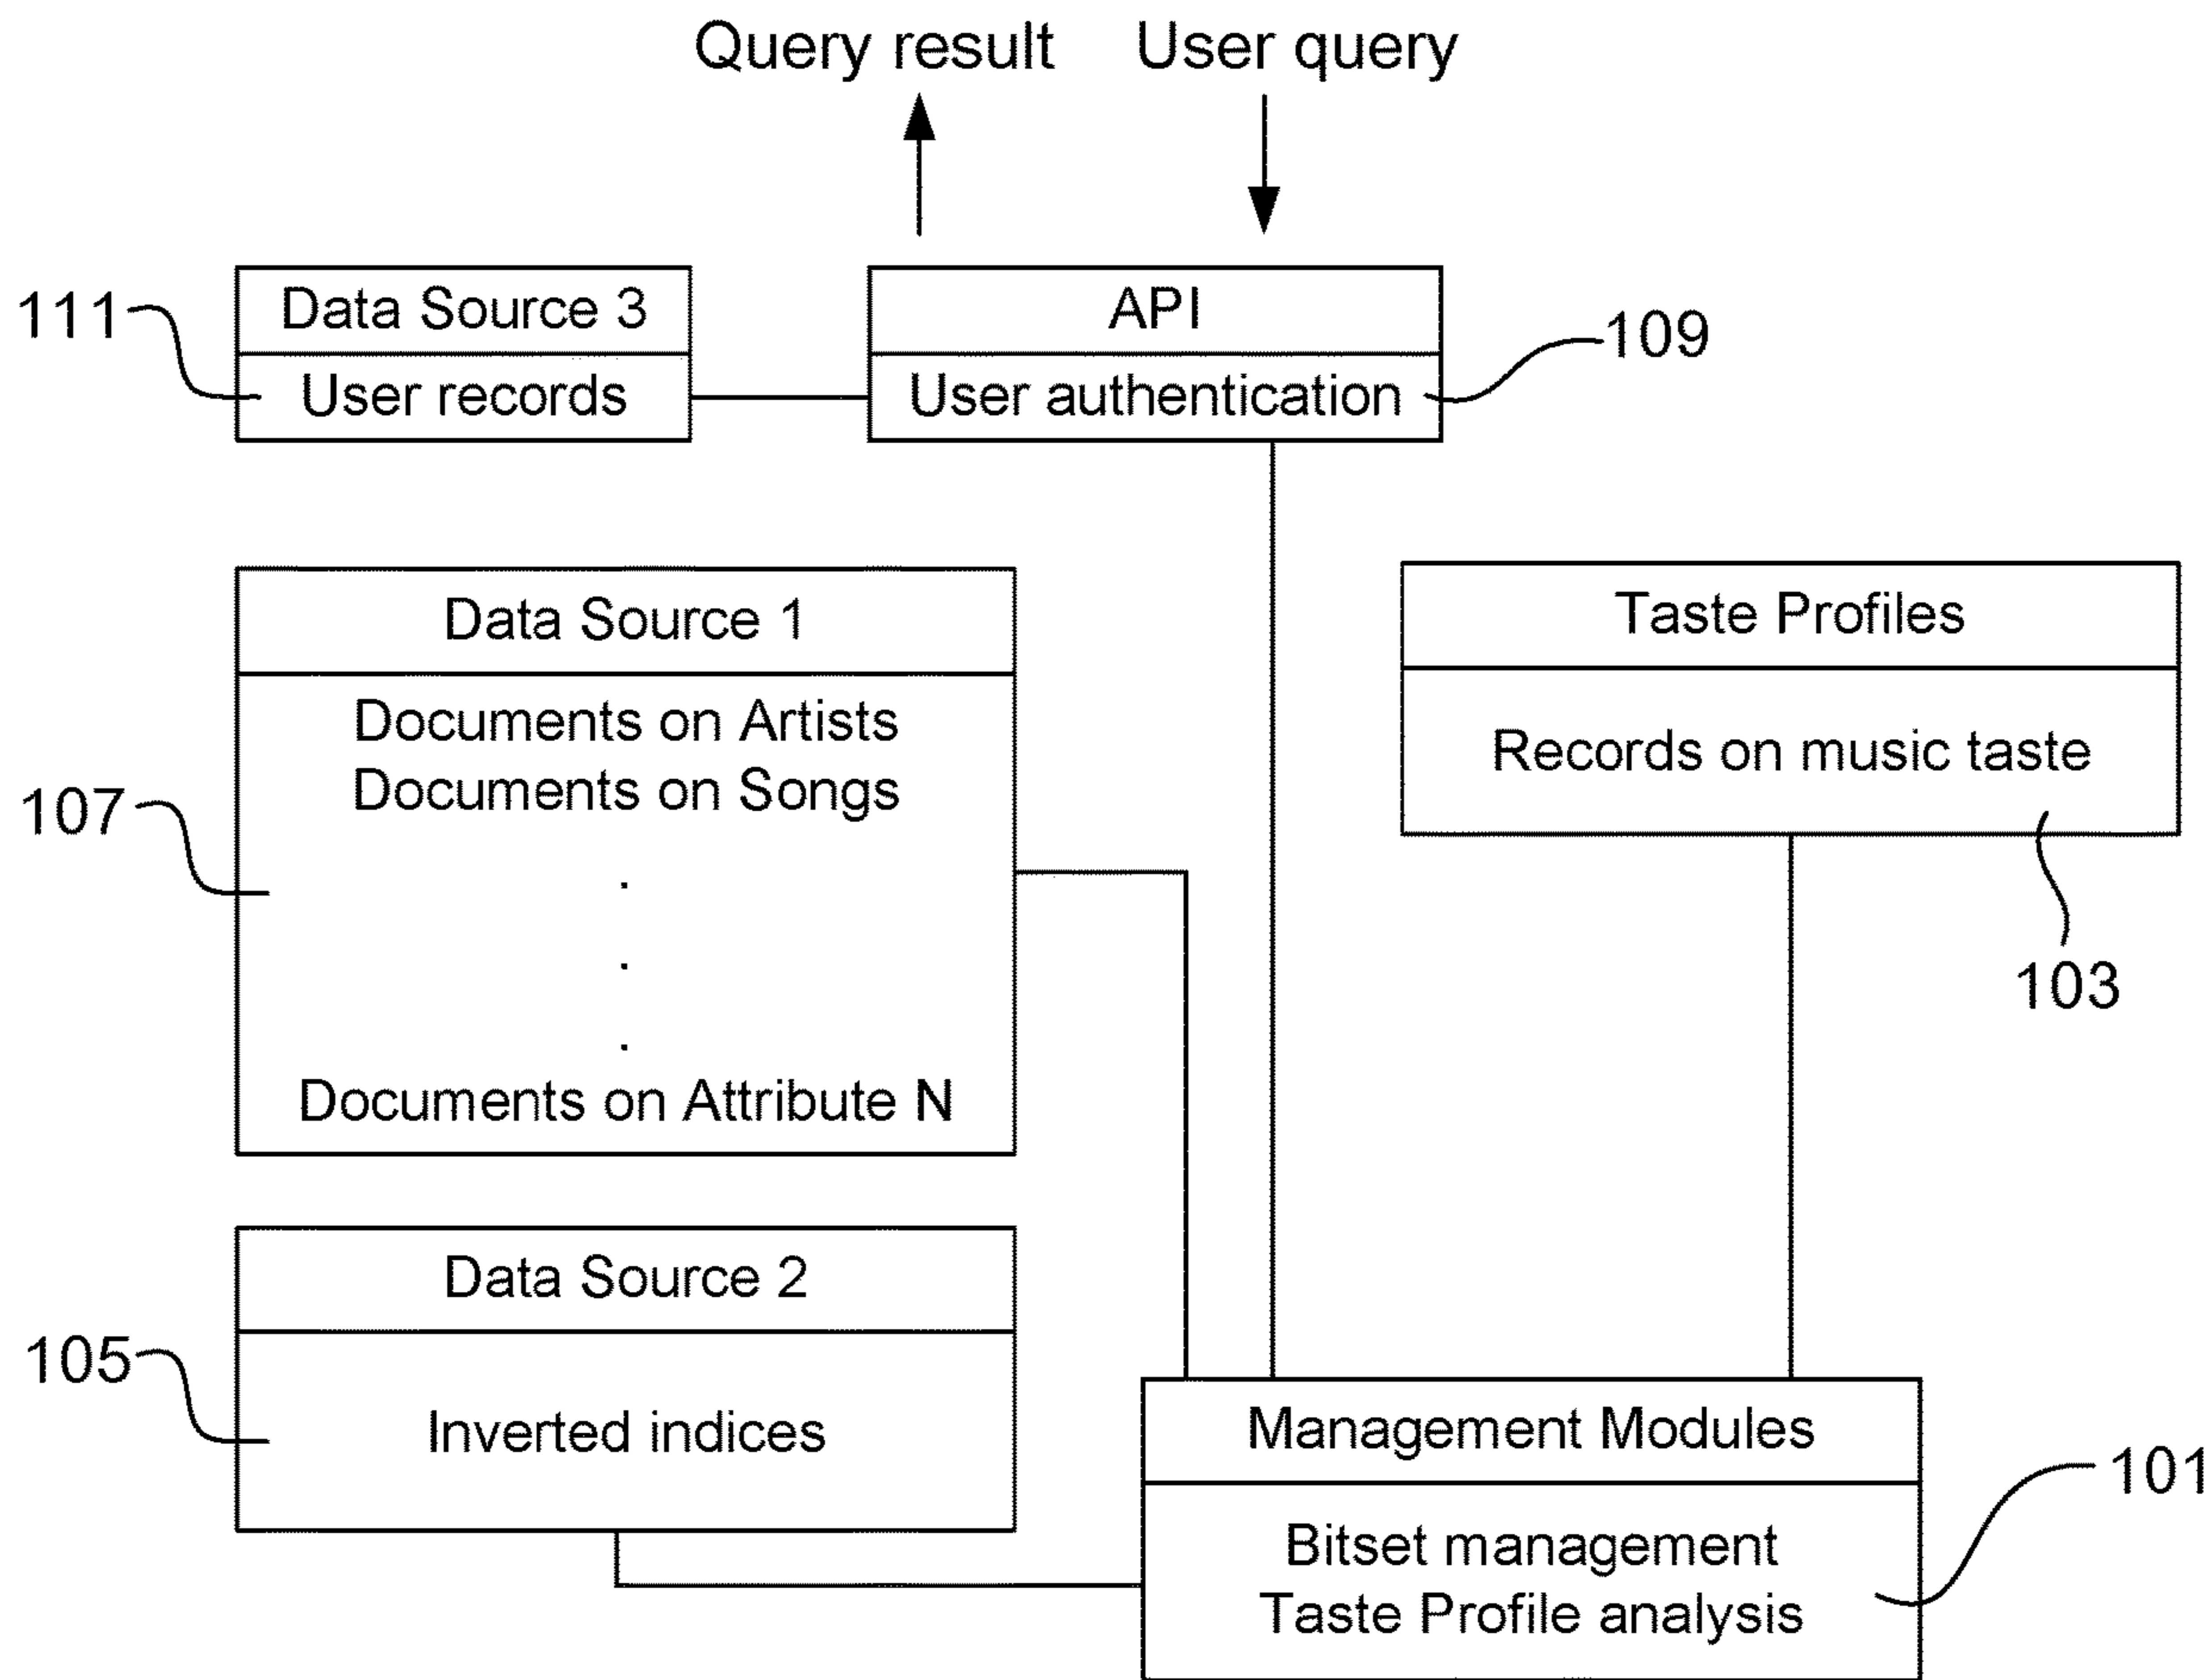 Query result
User query
111
Data Source 3
User records
API
User authentication
109
Data Source 1
Documents on Artists
Documents on Songs
.
.
.
Documents on Attribute N
107
Taste Profiles
Records on music taste
103
Data Source 2
Inverted indices
105
Management Modules
Bitset management
Taste Profile analysis
101